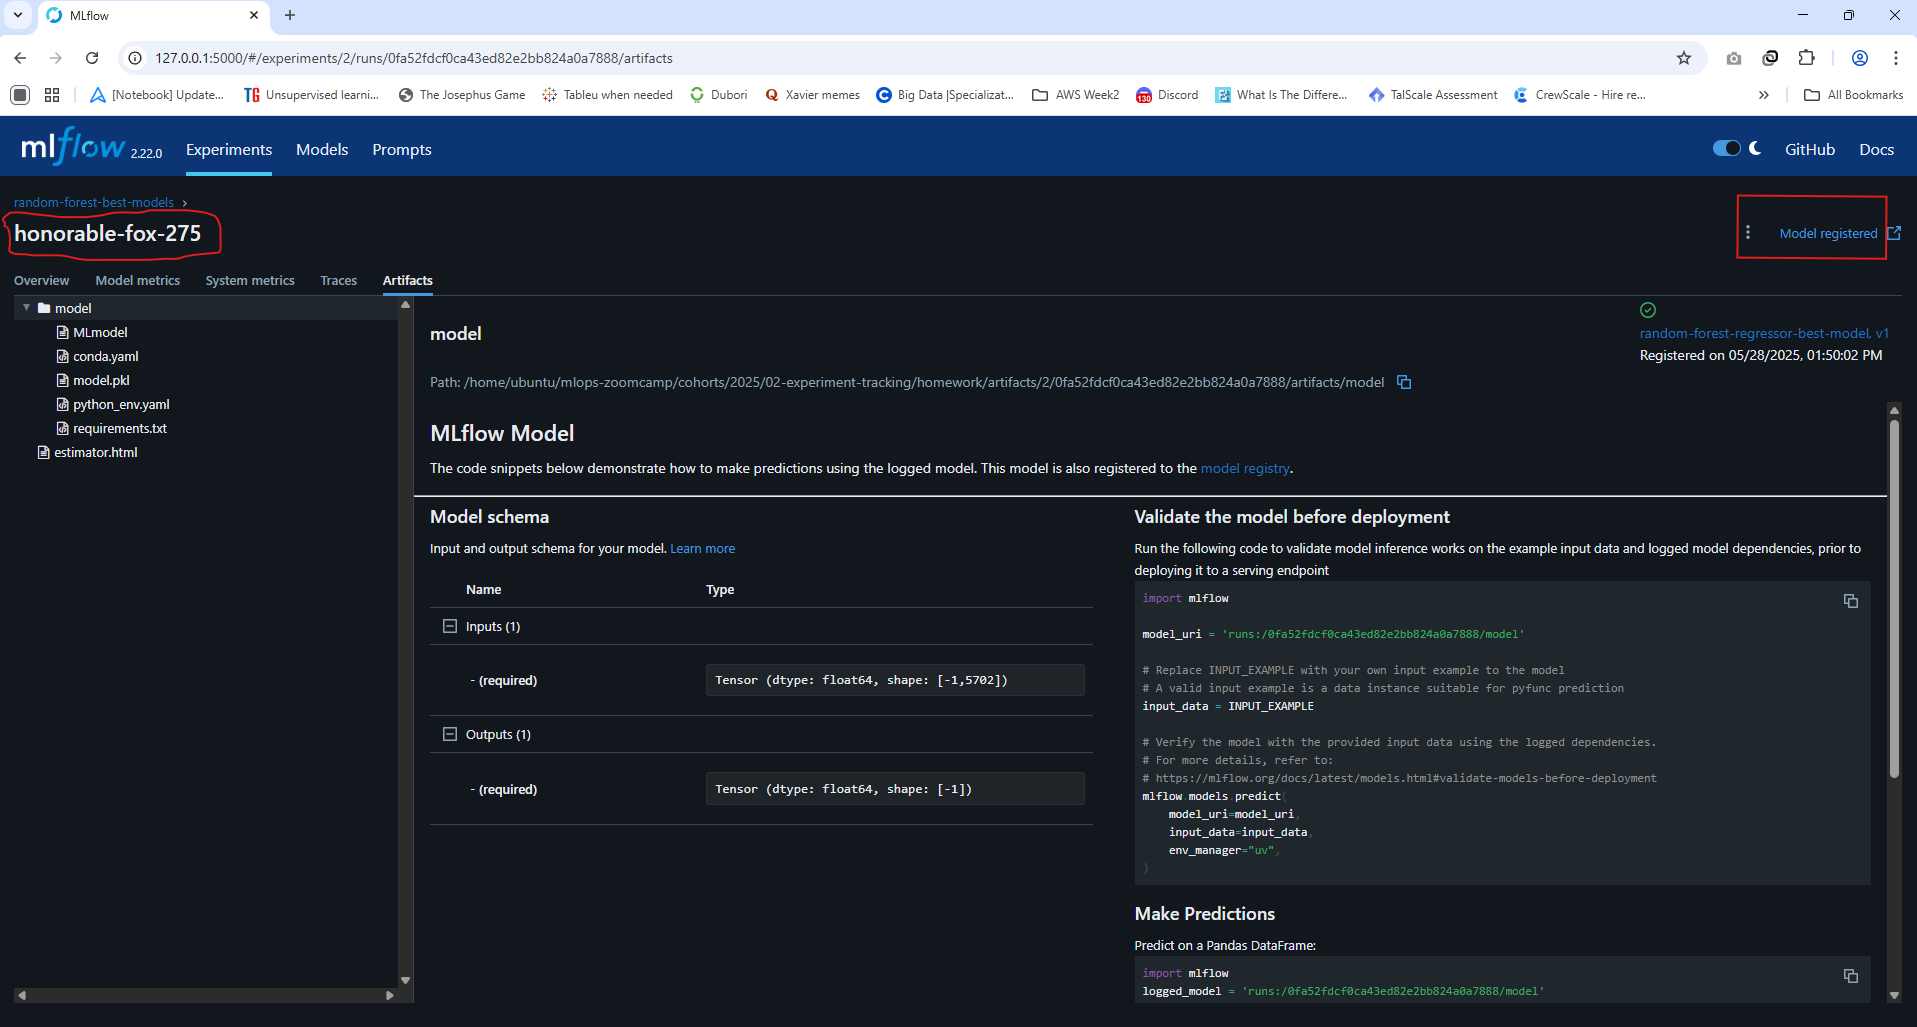 MLflow
127.0.0.1:5000/#/experiments/2/runs/0fa52fdcf0ca43ed82e2bb824a0a7888/artifacts
[Notebook] Update...
TG Unsupervised learni...
The Josephus Game
Tableu when needed
Dubori
Xavier memes
Big Data |Specializat...
AWS Week2
130 Discord
What Is The Differe...
TalScale Assessment
CrewScale - Hire re...
All Bookmarks
mlflow 2.22.0
Experiments
Models
Prompts
GitHub
Docs
random-forest-best-models
honorable-fox-275
Model registered
Overview
Model metrics
System metrics
Traces
Artifacts
model
MLmodel
conda.yaml
model.pkl
python_env.yaml
requirements.txt
estimator.html
model
random-forest-regressor-best-model, v1
Registered on 05/28/2025, 01:50:02 PM
Path: /home/ubuntu/mlops-zoomcamp/cohorts/2025/02-experiment-tracking/homework/artifacts/2/0fa52fdcf0ca43ed82e2bb824a0a7888/artifacts/model
MLflow Model
The code snippets below demonstrate how to make predictions using the logged model. This model is also registered to the model registry.
Model schema
Input and output schema for your model. Learn more
Name Type
Inputs (1)
- (required) Tensor (dtype: float64, shape: [-1,5702])
Outputs (1)
- (required) Tensor (dtype: float64, shape: [-1])
Validate the model before deployment
Run the following code to validate model inference works on the example input data and logged model dependencies, prior to
deploying it to a serving endpoint
import mlflow
model_uri = 'runs:/0fa52fdcf0ca43ed82e2bb824a0a7888/model'
# Replace INPUT_EXAMPLE with your own input example to the model
# A valid input example is a data instance suitable for pyfunc prediction
input_data = INPUT_EXAMPLE
# Verify the model with the provided input data using the logged dependencies.
# For more details, refer to:
# https://mlflow.org/docs/latest/models.html#validate-models-before-deployment
mlflow.models.predict(
model_uri=model_uri,
input_data=input_data,
env_manager="uv",
)
Make Predictions
Predict on a Pandas DataFrame:
import mlflow
logged_model = 'runs:/0fa52fdcf0ca43ed82e2bb824a0a7888/model'